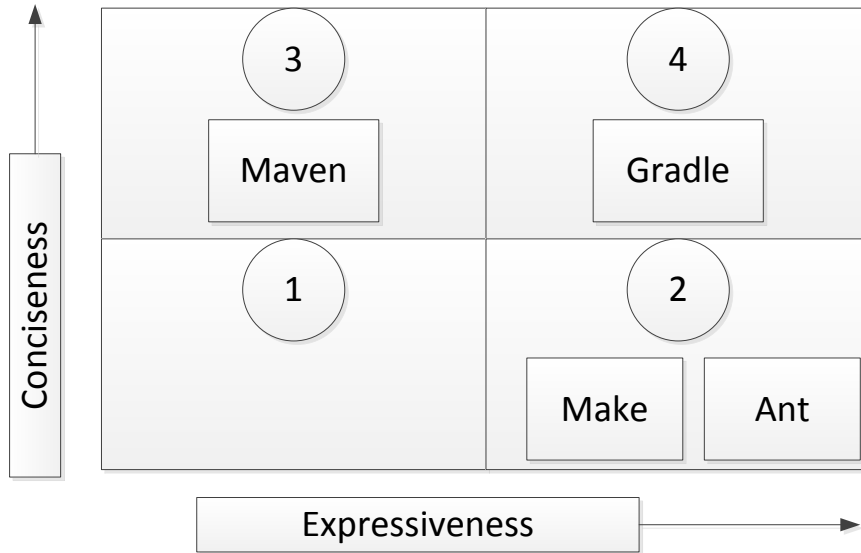 3
4
Maven
Gradle
Conciseness
1
2
Make
Ant
Expressiveness